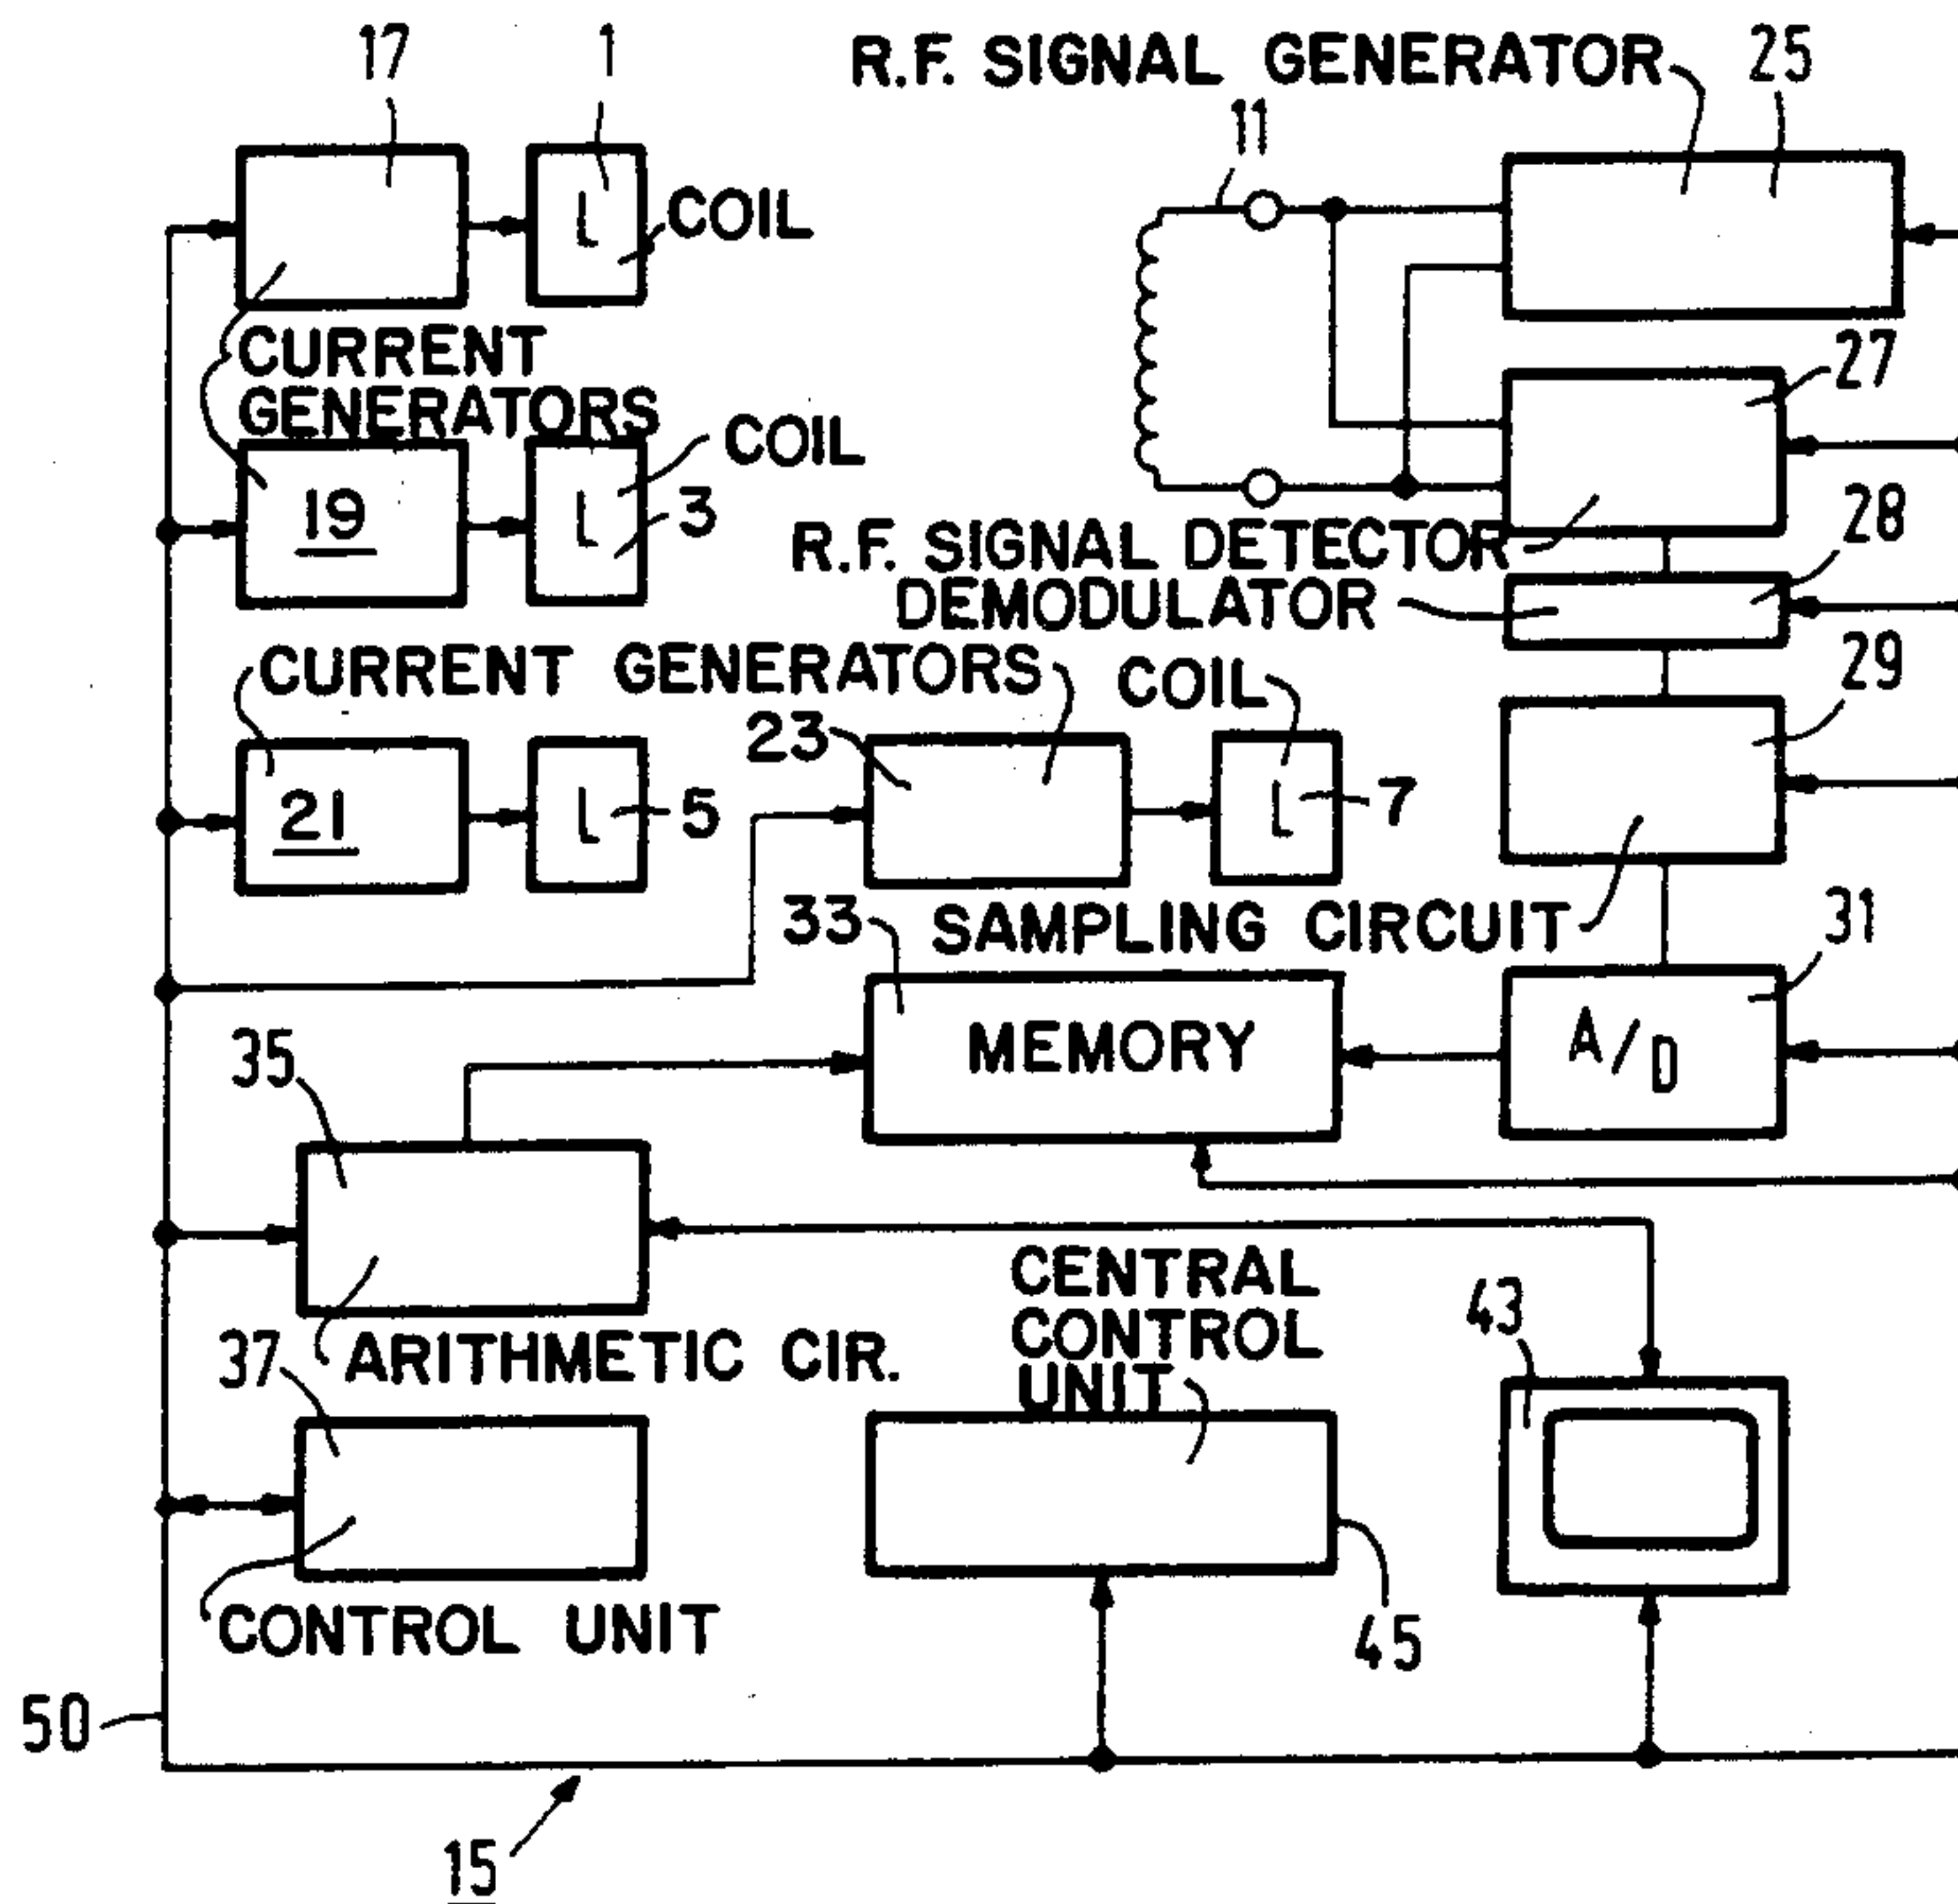 17
1
R.F. SIGNAL GENERATOR
25
11
L
COIL
CURRENT
GENERATORS
COIL
27
19
L
3
R.F. SIGNAL DETECTOR
28
DEMODULATOR
CURRENT GENERATORS
COIL
29
23
21
L
5
L
7
33
SAMPLING CIRCUIT
31
MEMORY
A/D
35
CENTRAL
CONTROL
UNIT
43
ARITHMETIC CIR.
37
CONTROL UNIT
45
50
15